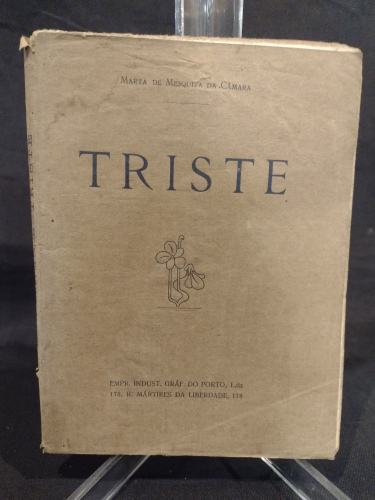 MARTA DE MESQUITA DA CÂMARA
TRISTE
EMPR. INDUST. GRÁF. DO PORTO, L.da
178, R. MÁRTIRES DA LIBERDADE, 178